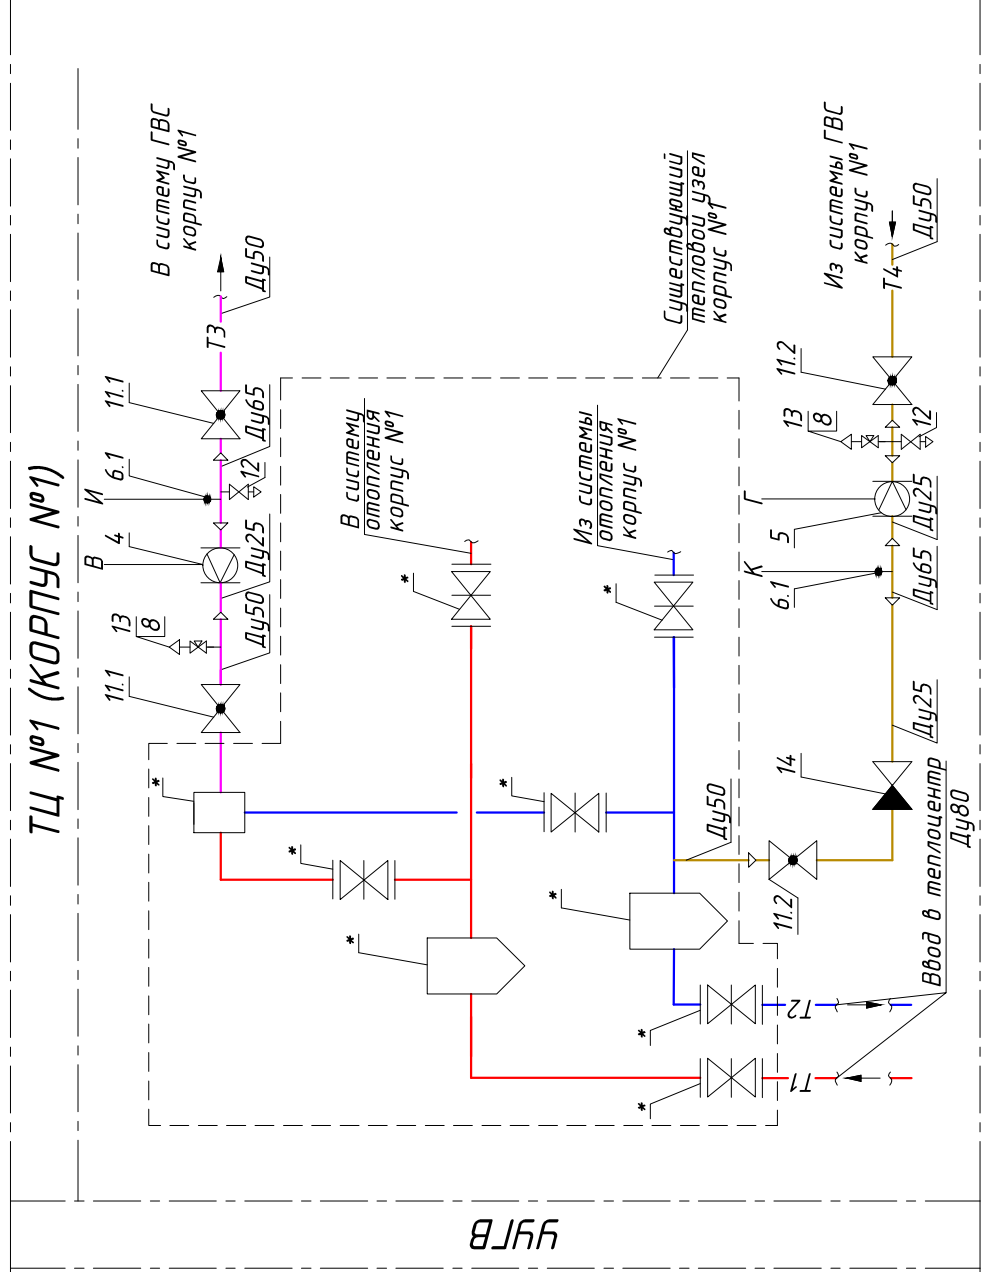 ТЦ №1 (КОРПУС №1)
В систему ГВС
корпус №1
Т3
Ду50
11.1
6.1
И
Ду65
12
4
В
Ду25
13
8
Ду50
11.1
*
В систему
отопления
корпус №1
*
Из системы
отопления
корпус №1
*
*
*
*
*
*
*
Существующий
тепловой узел
корпус №1
Из системы ГВС
корпус №1
Т4
Ду50
11.2
13
8
12
Г
5
Ду25
К
6.1
Ду65
Ду25
14
Ду50
11.2
Ввод в теплоцентр
Ду80
Т2
Т1
УУГВ